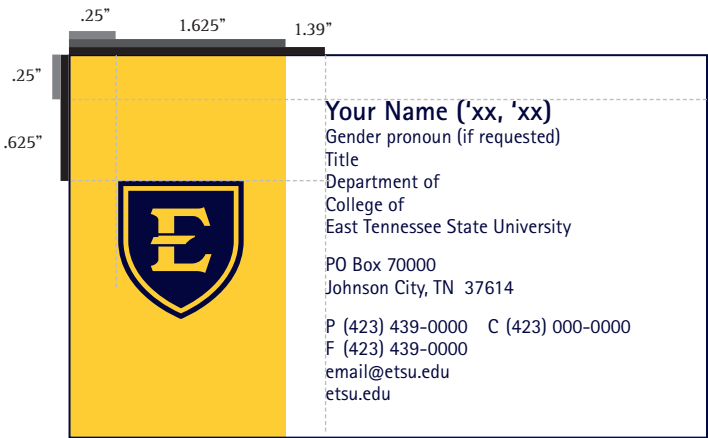 .25”
1.625”
1.39”
.25”
.625”
Your Name (‘xx, ‘xx)
Gender pronoun (if requested)
Title
Department of
College of
East Tennessee State University
PO Box 70000
Johnson City, TN  37614
P (423) 439-0000    C (423) 000-0000
F (423) 439-0000
email@etsu.edu
etsu.edu
E